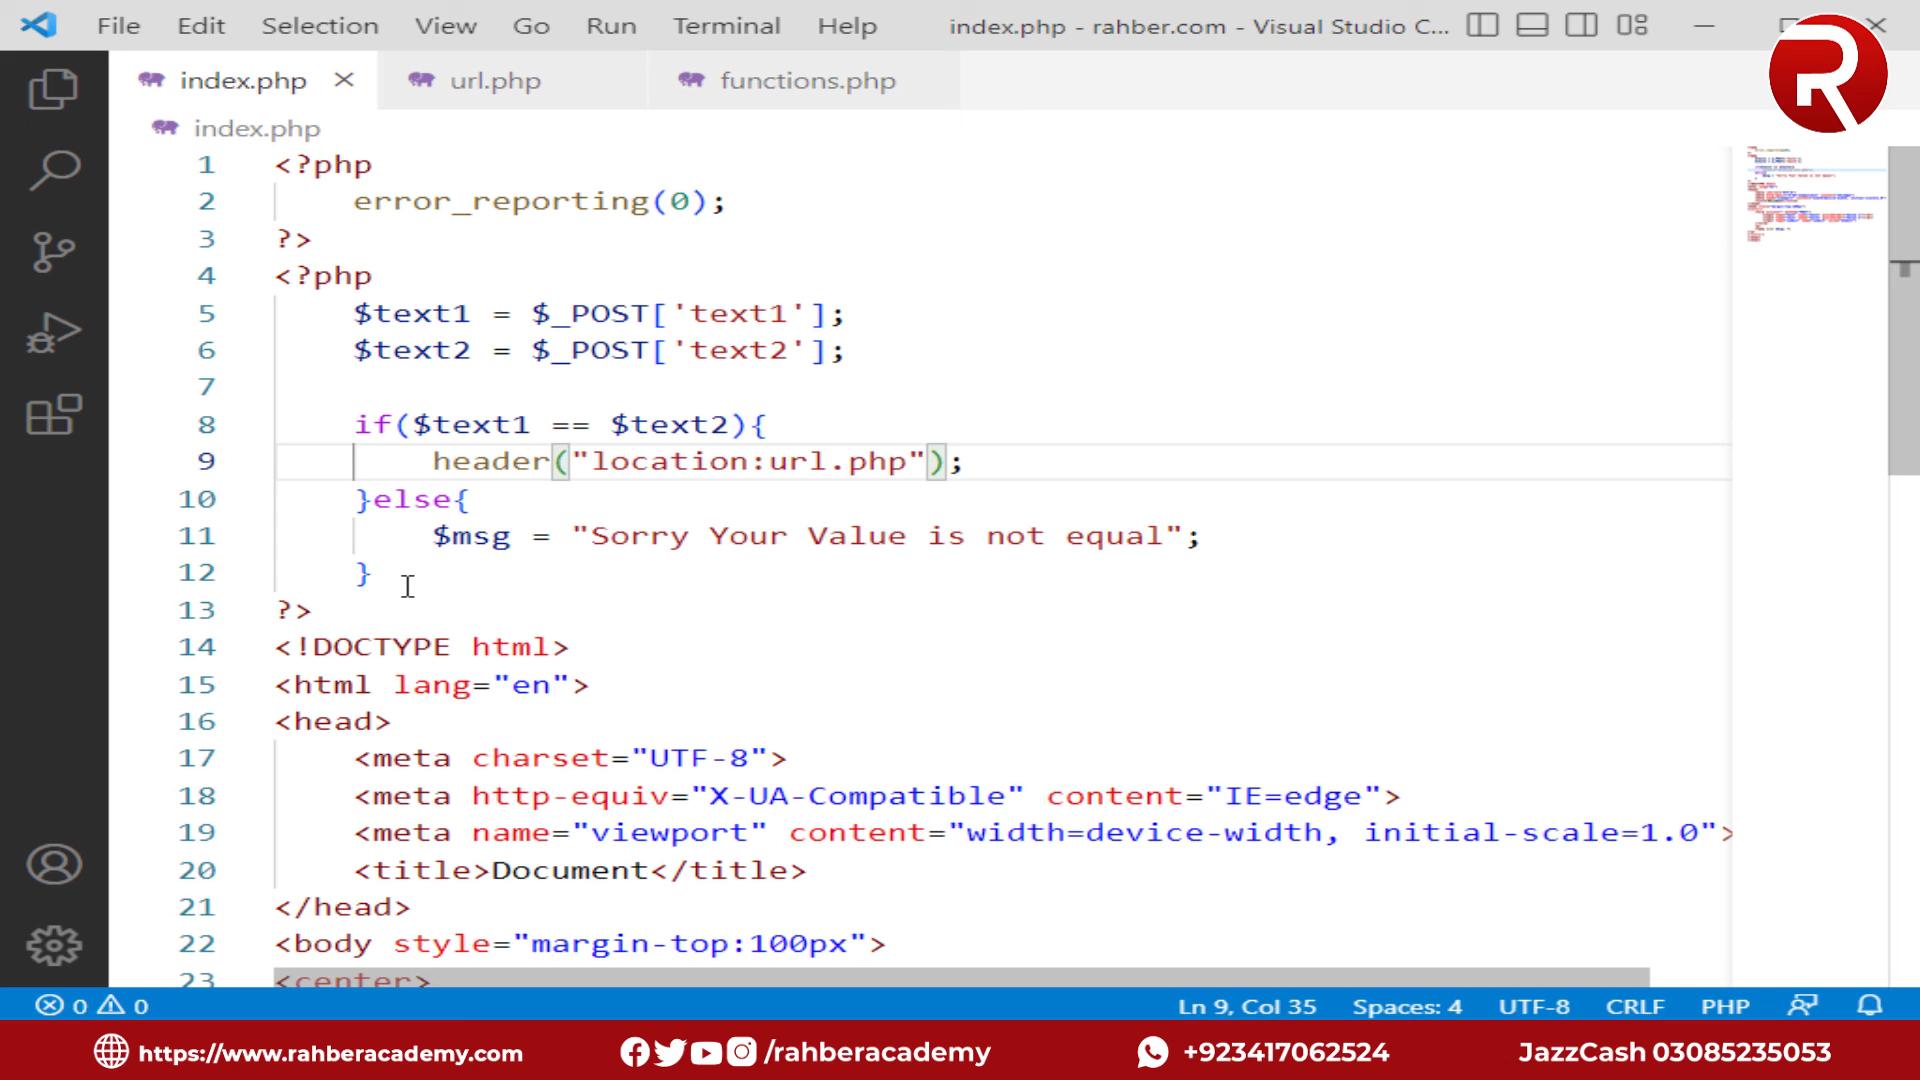 File Edit Selection View Go Run Terminal Help index.php - rahber.com - Visual Studio C...
index.php url.php functions.php
index.php
1 <?php
2 error_reporting(0);
3 ?>
4 <?php
5 $text1 = $_POST['text1'];
6 $text2 = $_POST['text2'];
7
8 if($text1 == $text2){
9 header("location:url.php");
10 }else{
11 $msg = "Sorry Your Value is not equal";
12 }
13 ?>
14 <!DOCTYPE html>
15 <html lang="en">
16 <head>
17 <meta charset="UTF-8">
18 <meta http-equiv="X-UA-Compatible" content="IE=edge">
19 <meta name="viewport" content="width=device-width, initial-scale=1.0">
20 <title>Document</title>
21 </head>
22 <body style="margin-top:100px">
23 <center>
0 0 Ln 9, Col 35 Spaces: 4 UTF-8 CRLF PHP
https://www.rahberacademy.com /rahberacademy +923417062524 JazzCash 03085235053